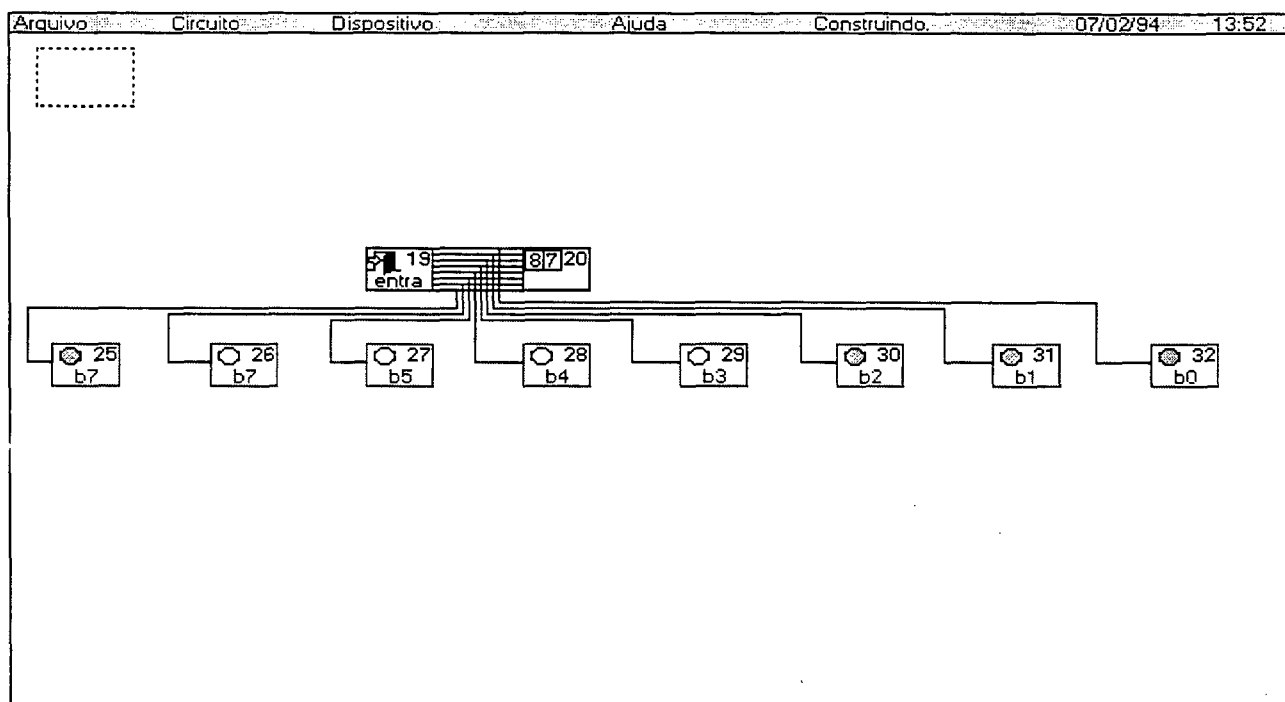 Arquivo Circuito Dispositivo Ajuda Construindo. 07/02/94 13:52
19 8 7 20
entra
25 26 27 28 29 30 31 32
b7 b7 b5 b4 b3 b2 b1 b0